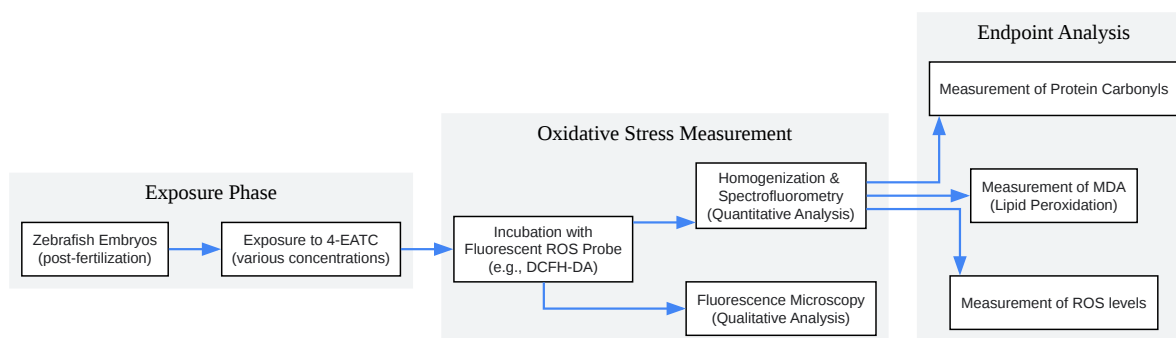 Exposure Phase
Zebrafish Embryos
(post-fertilization)
Exposure to 4-EATC
(various concentrations)
Oxidative Stress Measurement
Incubation with
Fluorescent ROS Probe
(e.g., DCFH-DA)
Homogenization &
Spectrofluorometry
(Quantitative Analysis)
Fluorescence Microscopy
(Qualitative Analysis)
Endpoint Analysis
Measurement of Protein Carbonyls
Measurement of MDA
(Lipid Peroxidation)
Measurement of ROS levels